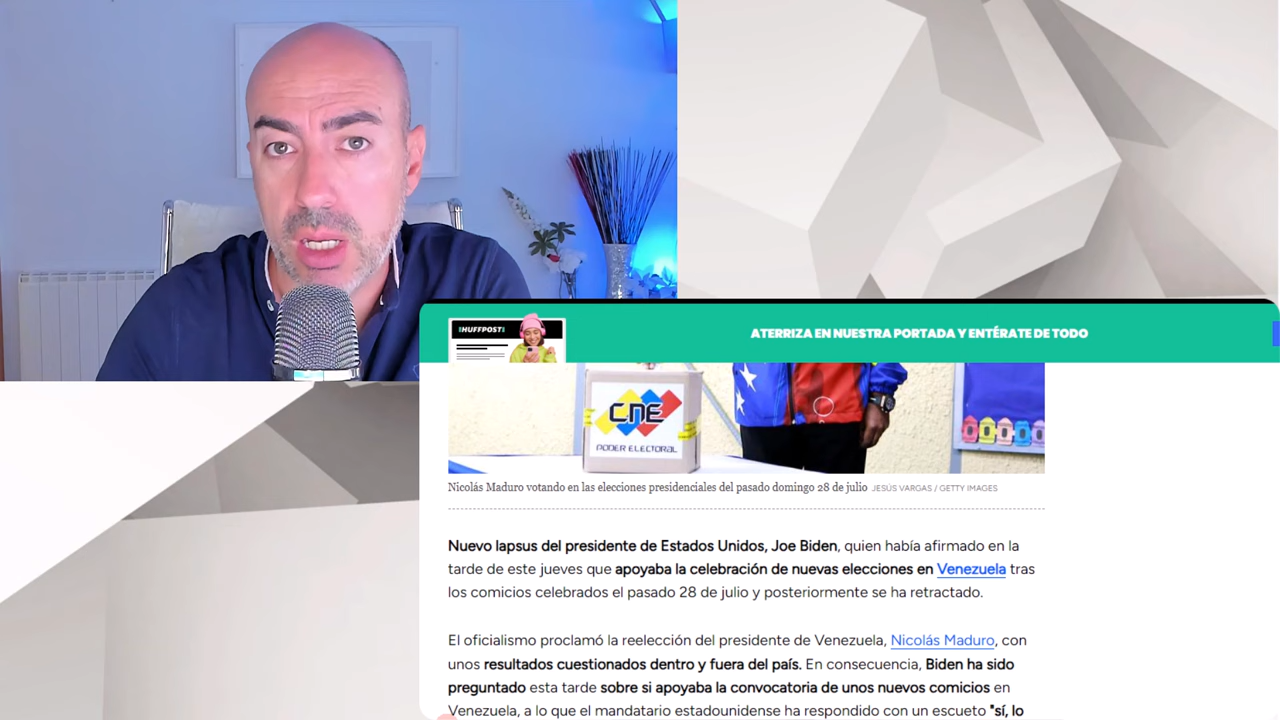 HUFFPOST
ATERRIZA EN NUESTRA PORTADA Y ENTÉRATE DE TODO
CNE
PODER ELECTORAL
Nicolás Maduro votando en las elecciones presidenciales del pasado domingo 28 de julio JESÚS VARGAS / GETTY IMAGES
Nuevo lapsus del presidente de Estados Unidos, Joe Biden, quien había afirmado en la
tarde de este jueves que apoyaba la celebración de nuevas elecciones en Venezuela tras
los comicios celebrados el pasado 28 de julio y posteriormente se ha retractado.
El oficialismo proclamó la reelección del presidente de Venezuela, Nicolás Maduro, con
unos resultados cuestionados dentro y fuera del país. En consecuencia, Biden ha sido
preguntado esta tarde sobre si apoyaba la convocatoria de unos nuevos comicios en
Venezuela, a lo que el mandatario estadounidense ha respondido con un escueto "sí, lo